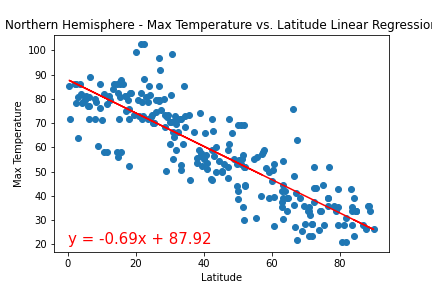 Northern Hemisphere - Max Temperature vs. Latitude Linear Regression
100
90
80
70
60
50
40
30
20
Max Temperature
y = -0.69x + 87.92
0 20 40 60 80
Latitude